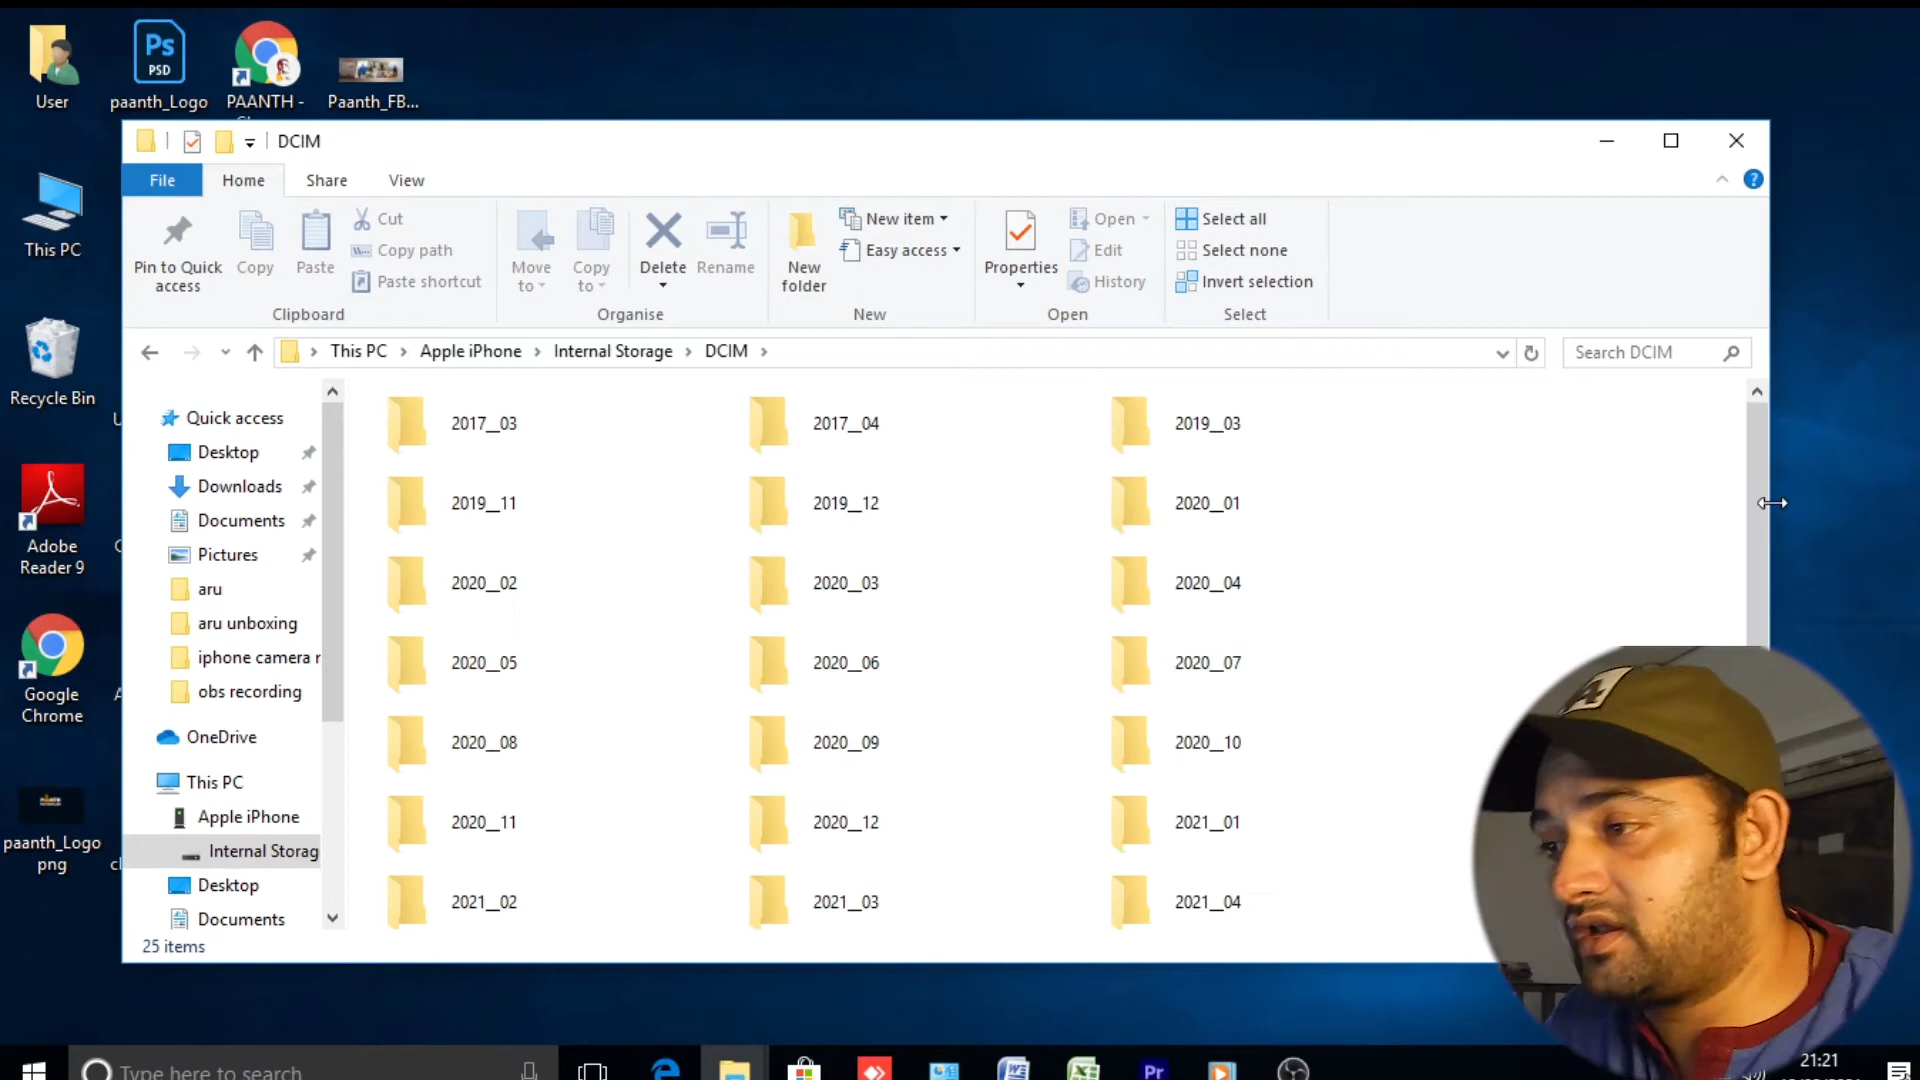 User
paanth_Logo
PAANTH -
Paanth_FB...
Ps
PSD
DCIM
File
Home
Share
View
Pin to Quick
access
Copy
Paste
Cut
Copy path
Paste shortcut
Clipboard
Move
to
Copy
to
Delete
Rename
Organise
New
folder
New item
Easy access
New
Properties
Open
Edit
History
Open
Select all
Select none
Invert selection
Select
This PC
Recycle Bin
Adobe
Reader 9
Google
Chrome
paanth_Logo
png
This PC > Apple iPhone > Internal Storage > DCIM >
Search DCIM
Quick access
Desktop
Downloads
Documents
Pictures
aru
aru unboxing
iphone camera r
obs recording
OneDrive
This PC
Apple iPhone
Internal Storag
Desktop
Documents
2017__03
2017__04
2019__03
2019__11
2019__12
2020__01
2020__02
2020__03
2020__04
2020__05
2020__06
2020__07
2020__08
2020__09
2020__10
2020__11
2020__12
2021__01
2021__02
2021__03
2021__04
25 items
Type here to search
Pr
21:21